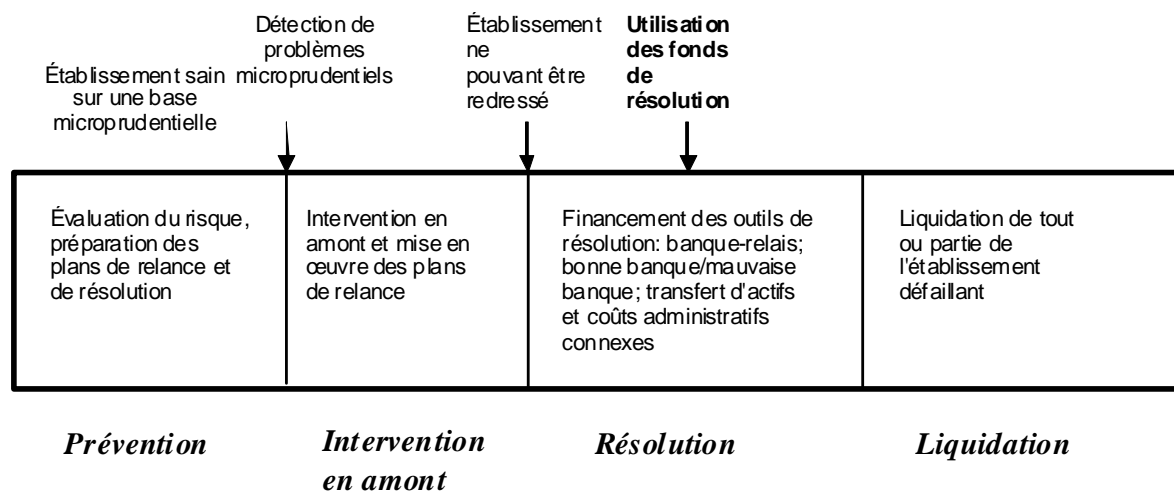 Établissement sain
sur une base
microprudentielle
Détection de
problèmes
microprudentiels
Établissement
ne
pouvant être
redressé
Utilisation
des fonds
de
résolution
Évaluation du risque,
préparation des
plans de relance et
de résolution
Intervention en
amont et mise en
œuvre des plans
de relance
Financement des outils de
résolution: banque-relais;
bonne banque/mauvaise
banque; transfert d'actifs
et coûts administratifs
connexes
Liquidation de tout
ou partie de
l'établissement
défaillant
Prévention
Intervention
en amont
Résolution
Liquidation